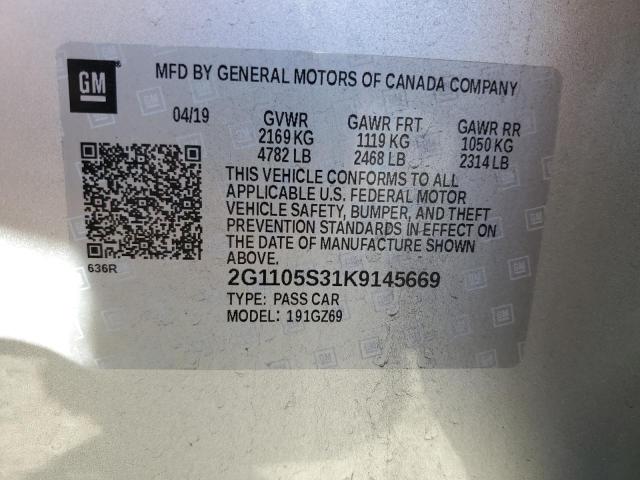 GM
MFD BY GENERAL MOTORS OF CANADA COMPANY
04/19 GVWR GAWR FRT GAWR RR
2169 KG 1119 KG 1050 KG
4782 LB 2468 LB 2314 LB
THIS VEHICLE CONFORMS TO ALL
APPLICABLE U.S. FEDERAL MOTOR
VEHICLE SAFETY, BUMPER, AND THEFT
PREVENTION STANDARDS IN EFFECT ON
THE DATE OF MANUFACTURE SHOWN
ABOVE.
636R
2G1105S31K9145669
TYPE: PASS CAR
MODEL: 191GZ69